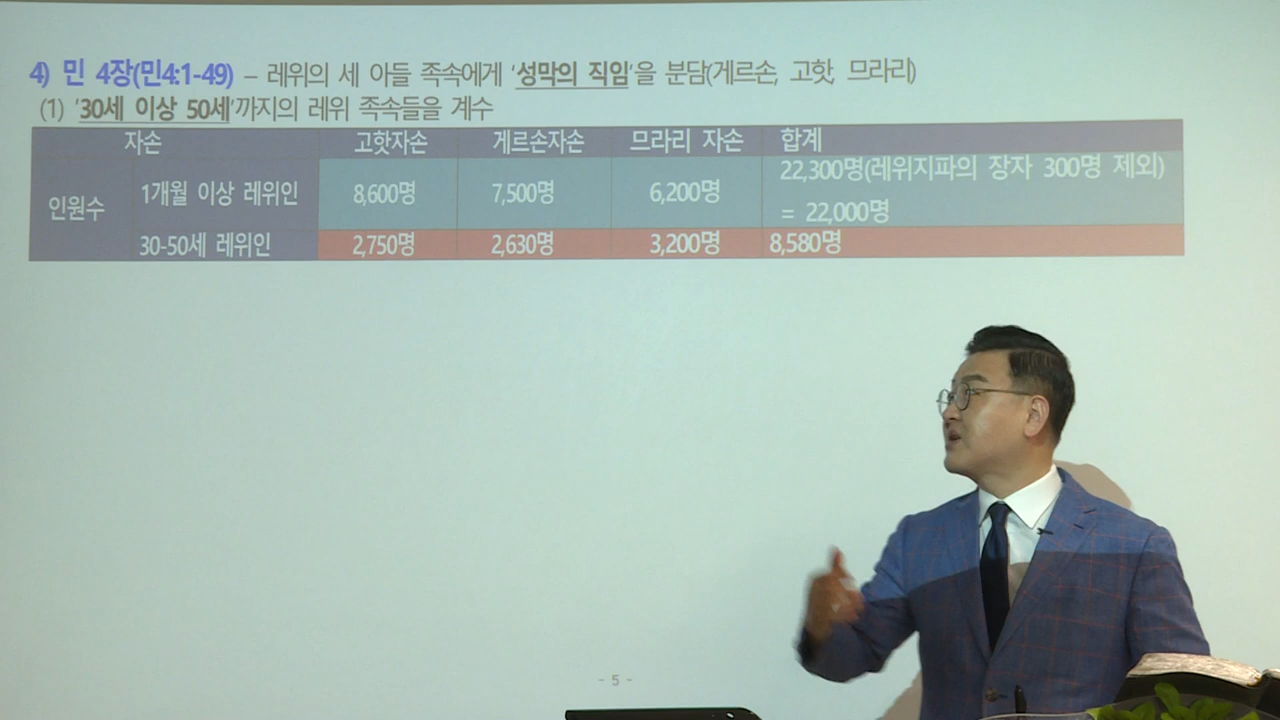 4) 민 4장(민4:1-49) – 레위의 세 아들 족속에게 '성막의 직임'을 분담(게르손, 고핫, 므라리)
(1) '30세 이상 50세'까지의 레위 족속들을 계수
자손 고핫자손 게르손자손 므라리 자손 합계
인원수 1개월 이상 레위인 8,600명 7,500명 6,200명 22,300명(레위지파의 장자 300명 제외)
= 22,000명
30-50세 레위인 2,750명 2,630명 3,200명 8,580명
- 5 -